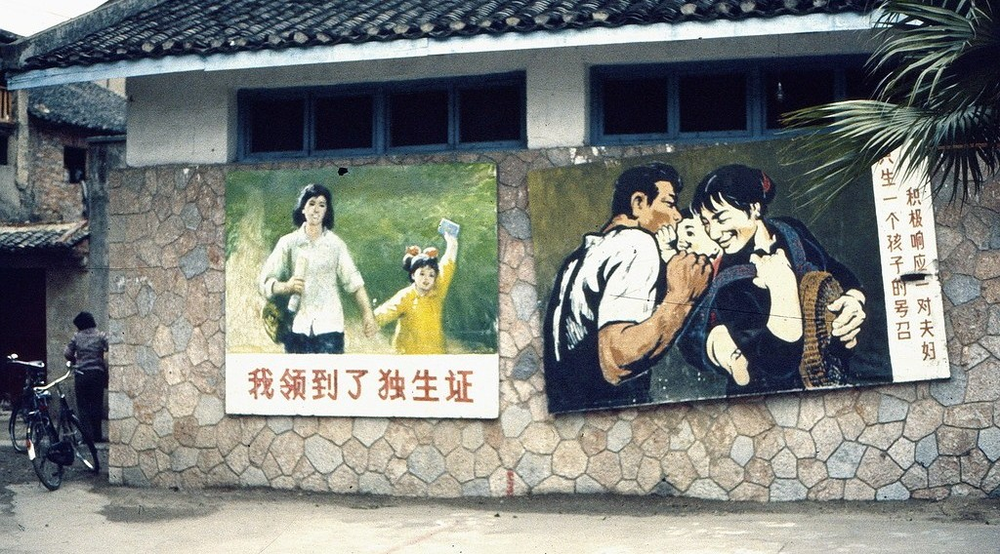 我领到了独生证
积极响应一对夫妇
生一个孩子的号召